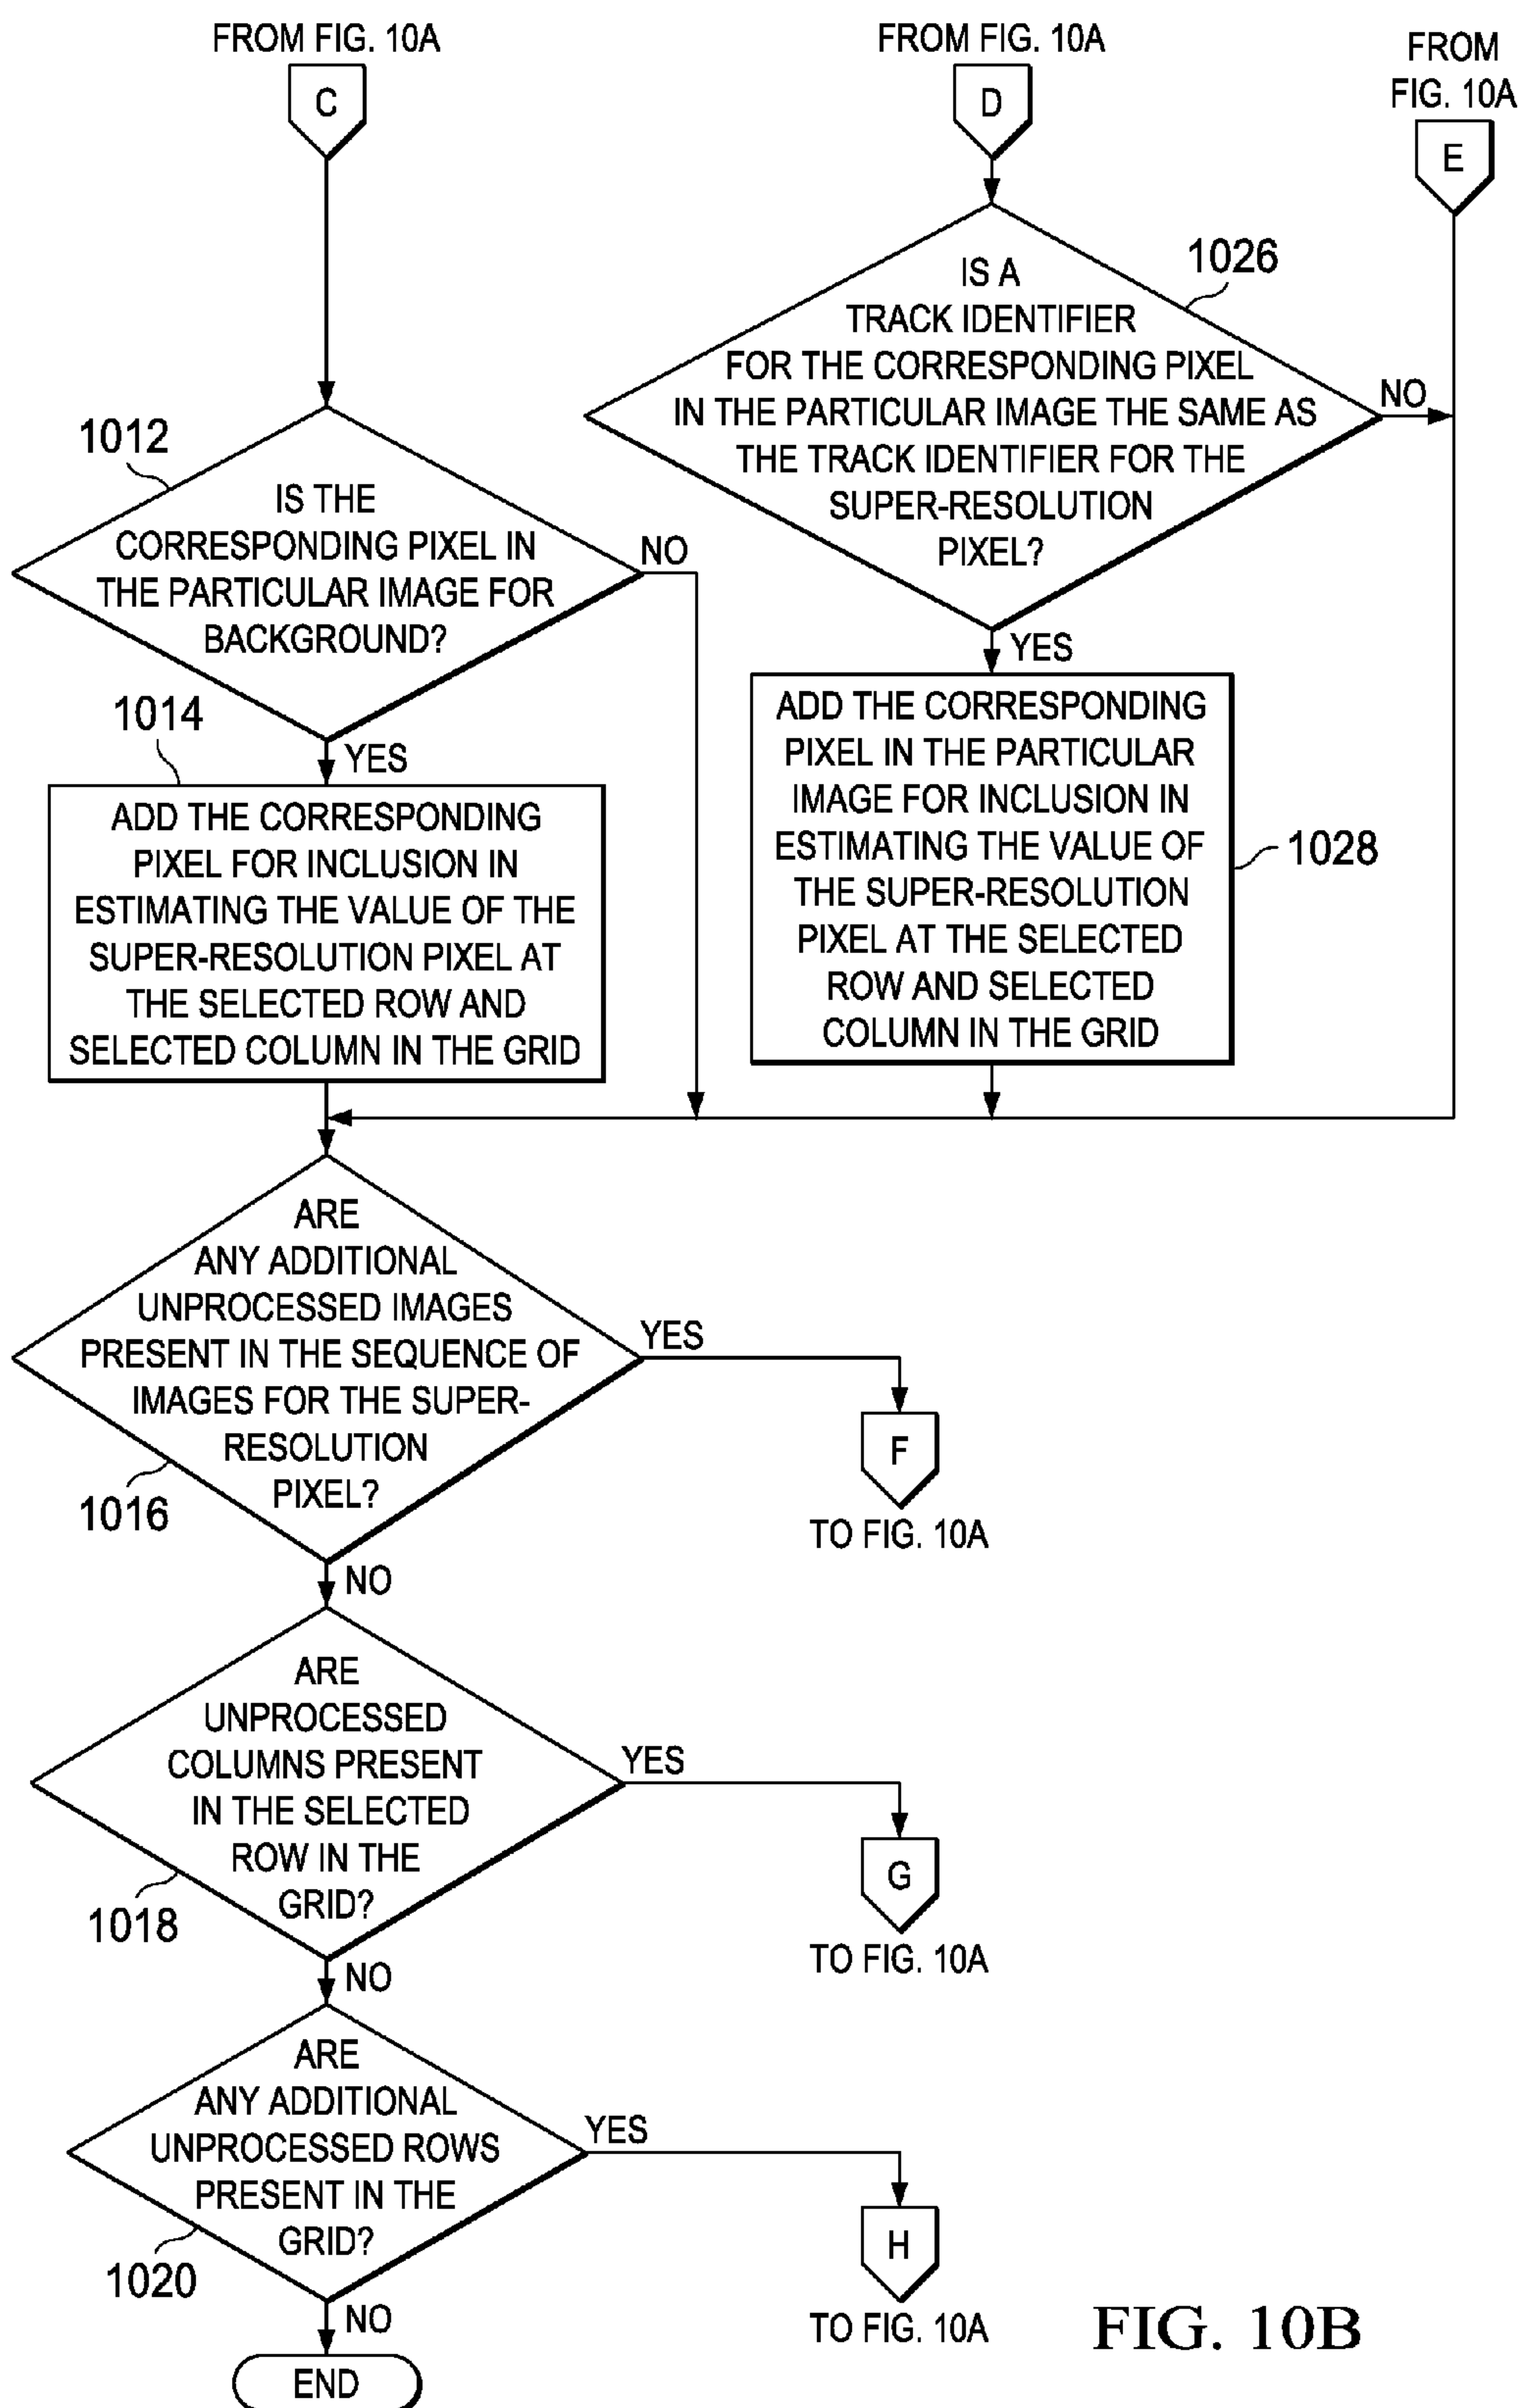 FROM FIG. 10A
C
FROM FIG. 10A
D
FROM
FIG. 10A
E
1012
IS THE
CORRESPONDING PIXEL IN
THE PARTICULAR IMAGE FOR
BACKGROUND?
NO
YES
1026
IS A
TRACK IDENTIFIER
FOR THE CORRESPONDING PIXEL
IN THE PARTICULAR IMAGE THE SAME AS
THE TRACK IDENTIFIER FOR THE
SUPER-RESOLUTION
PIXEL?
NO
YES
1014
ADD THE CORRESPONDING
PIXEL FOR INCLUSION IN
ESTIMATING THE VALUE OF THE
SUPER-RESOLUTION PIXEL AT
THE SELECTED ROW AND
SELECTED COLUMN IN THE GRID
ADD THE CORRESPONDING
PIXEL IN THE PARTICULAR
IMAGE FOR INCLUSION IN
ESTIMATING THE VALUE OF
THE SUPER-RESOLUTION
PIXEL AT THE SELECTED
ROW AND SELECTED
COLUMN IN THE GRID
1028
ARE
ANY ADDITIONAL
UNPROCESSED IMAGES
PRESENT IN THE SEQUENCE OF
IMAGES FOR THE SUPER-
RESOLUTION
PIXEL?
1016
YES
F
TO FIG. 10A
NO
ARE
UNPROCESSED
COLUMNS PRESENT
IN THE SELECTED
ROW IN THE
GRID?
1018
YES
G
TO FIG. 10A
NO
ARE
ANY ADDITIONAL
UNPROCESSED ROWS
PRESENT IN THE
GRID?
1020
YES
H
TO FIG. 10A
NO
END
FIG. 10B